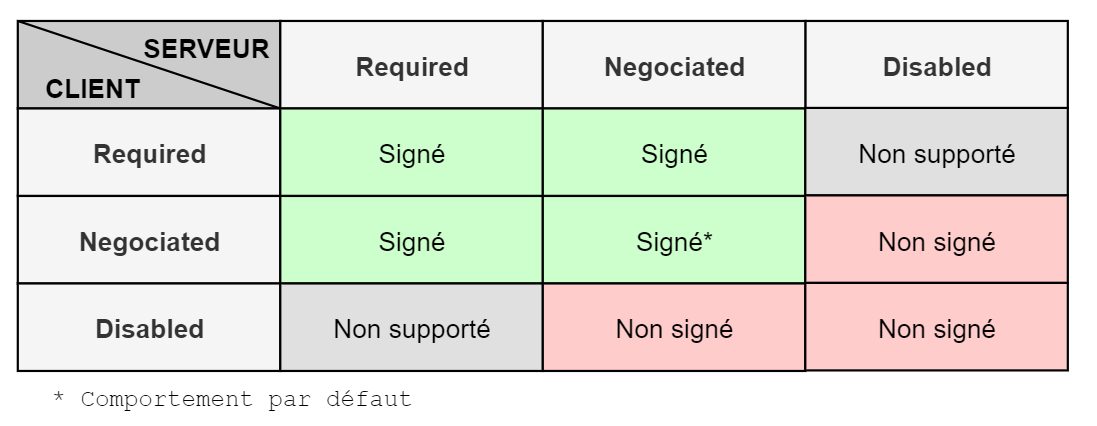 SERVEUR
CLIENT
Required Negociated Disabled
Required Signé Signé Non supporté
Negociated Signé Signé* Non signé
Disabled Non supporté Non signé Non signé
* Comportement par défaut